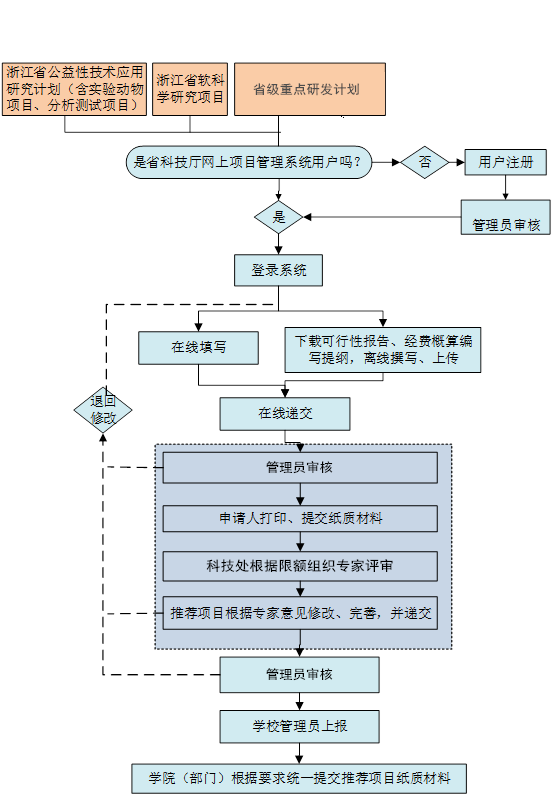 浙江省公益性技术应用
研究计划（含实验动物
项目、分析测试项目）
浙江省软科
学研究项目
省级重点研发计划
是省科技厅网上项目管理系统用户吗？
否
用户注册
管理员审核
是
登录系统
在线填写
下载可行性报告、经费概算编
写提纲，离线撰写、上传
退回
修改
在线递交
管理员审核
申请人打印、提交纸质材料
科技处根据限额组织专家评审
推荐项目根据专家意见修改、完善，并递交
管理员审核
学校管理员上报
学院（部门）根据要求统一提交推荐项目纸质材料